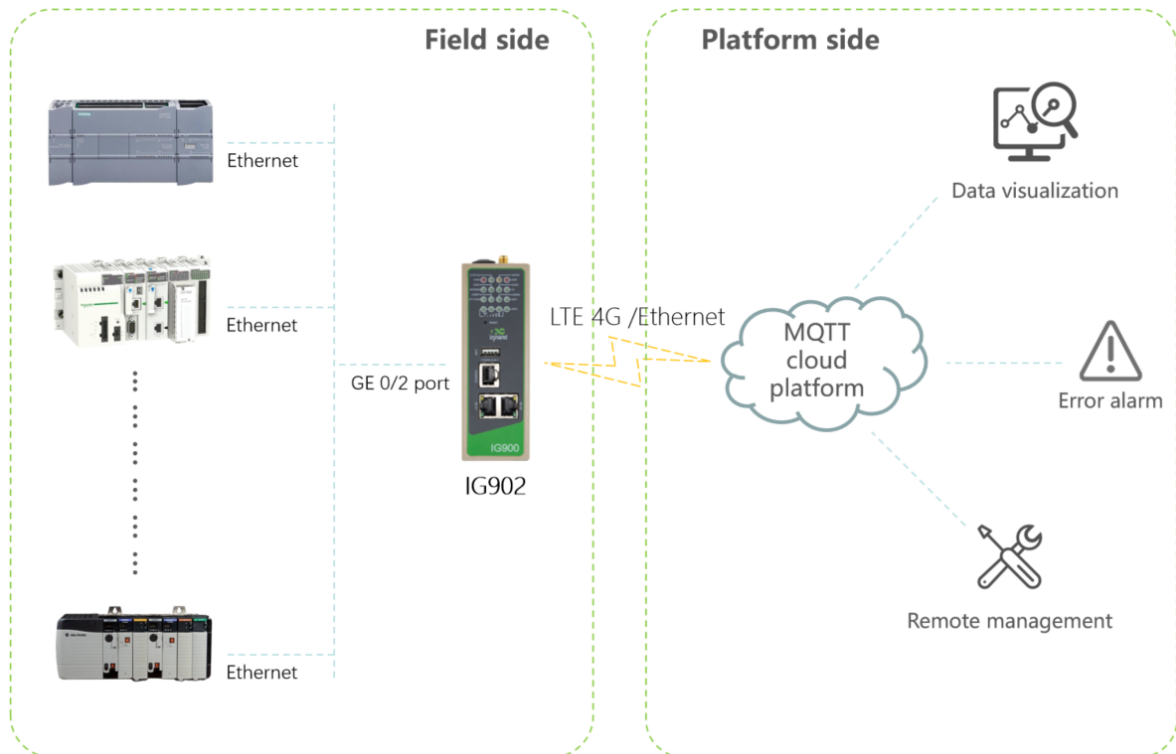 Field side
Platform side
Ethernet
Ethernet
Ethernet
GE 0/2 port
IG900
IG902
LTE 4G /Ethernet
MQTT
cloud
platform
Data visualization
Error alarm
Remote management